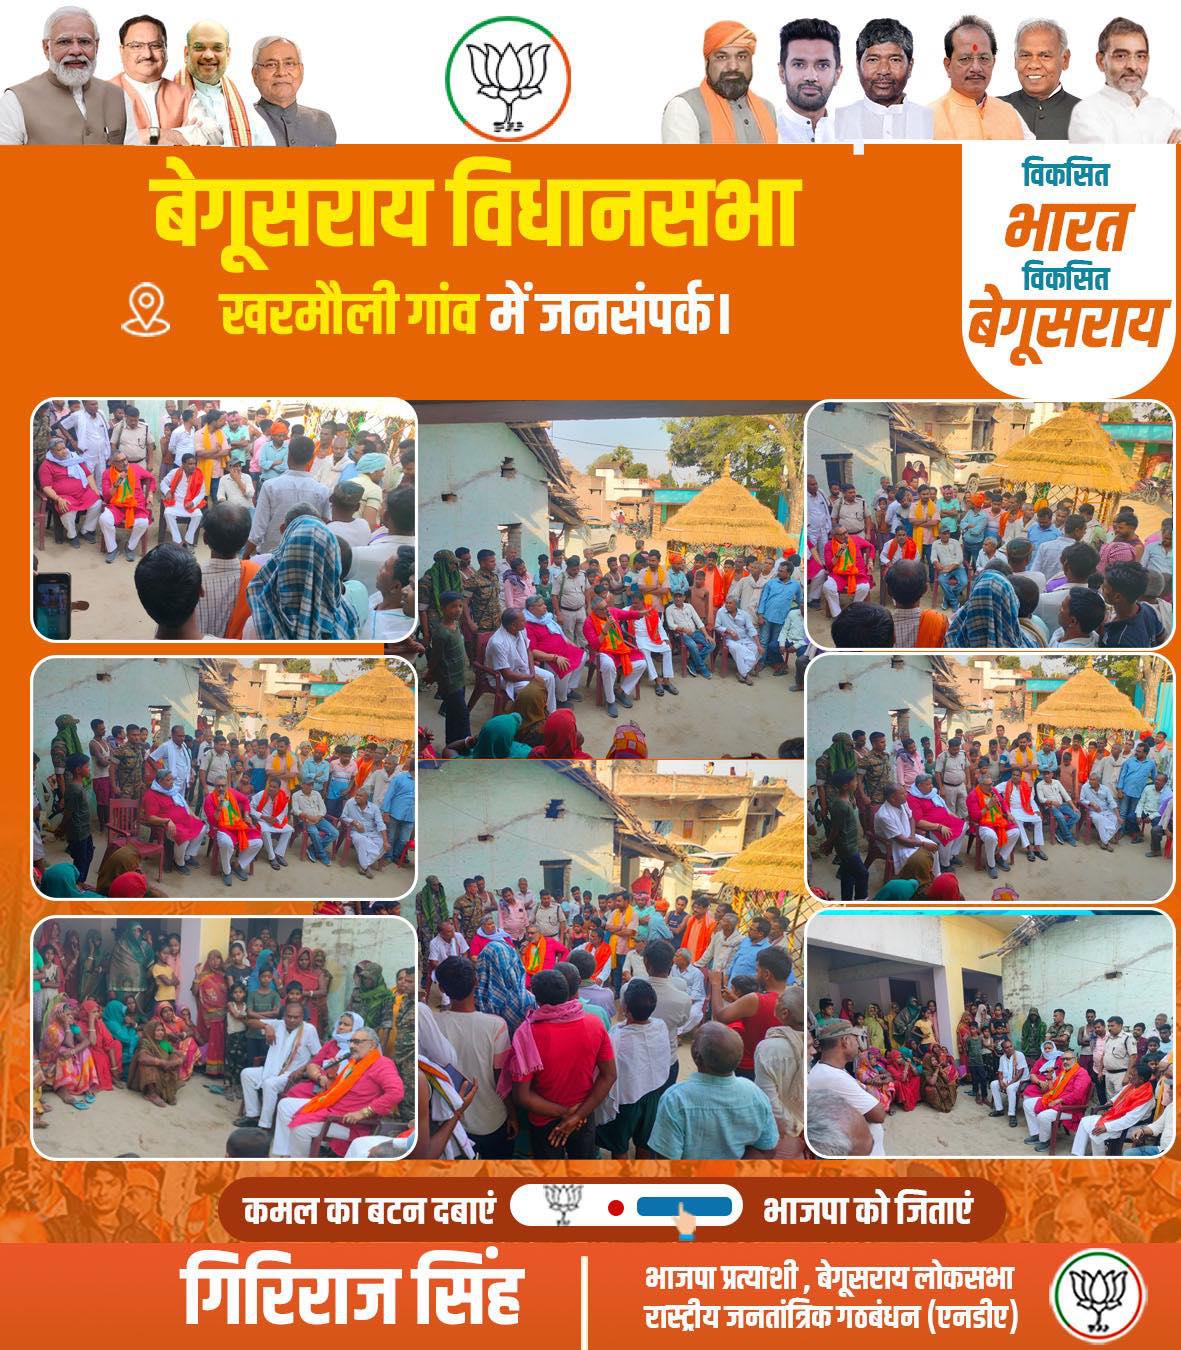 बेगूसराय विधानसभा
खरमौली गांव में जनसंपर्क।
विकसित
भारत
विकसित
बेगूसराय
कमल का बटन दबाएं भाजपा को जिताएं
गिरिराज सिंह
भाजपा प्रत्याशी , बेगूसराय लोकसभा
रास्ट्रीय जनतांत्रिक गठबंधन (एनडीए)